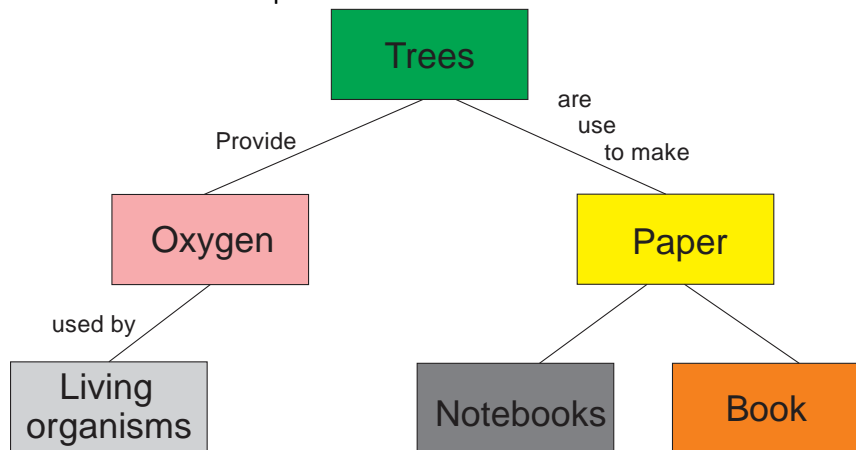 Trees
Provide
are
use
to make
Oxygen
Paper
used by
Living
organisms
Notebooks
Book